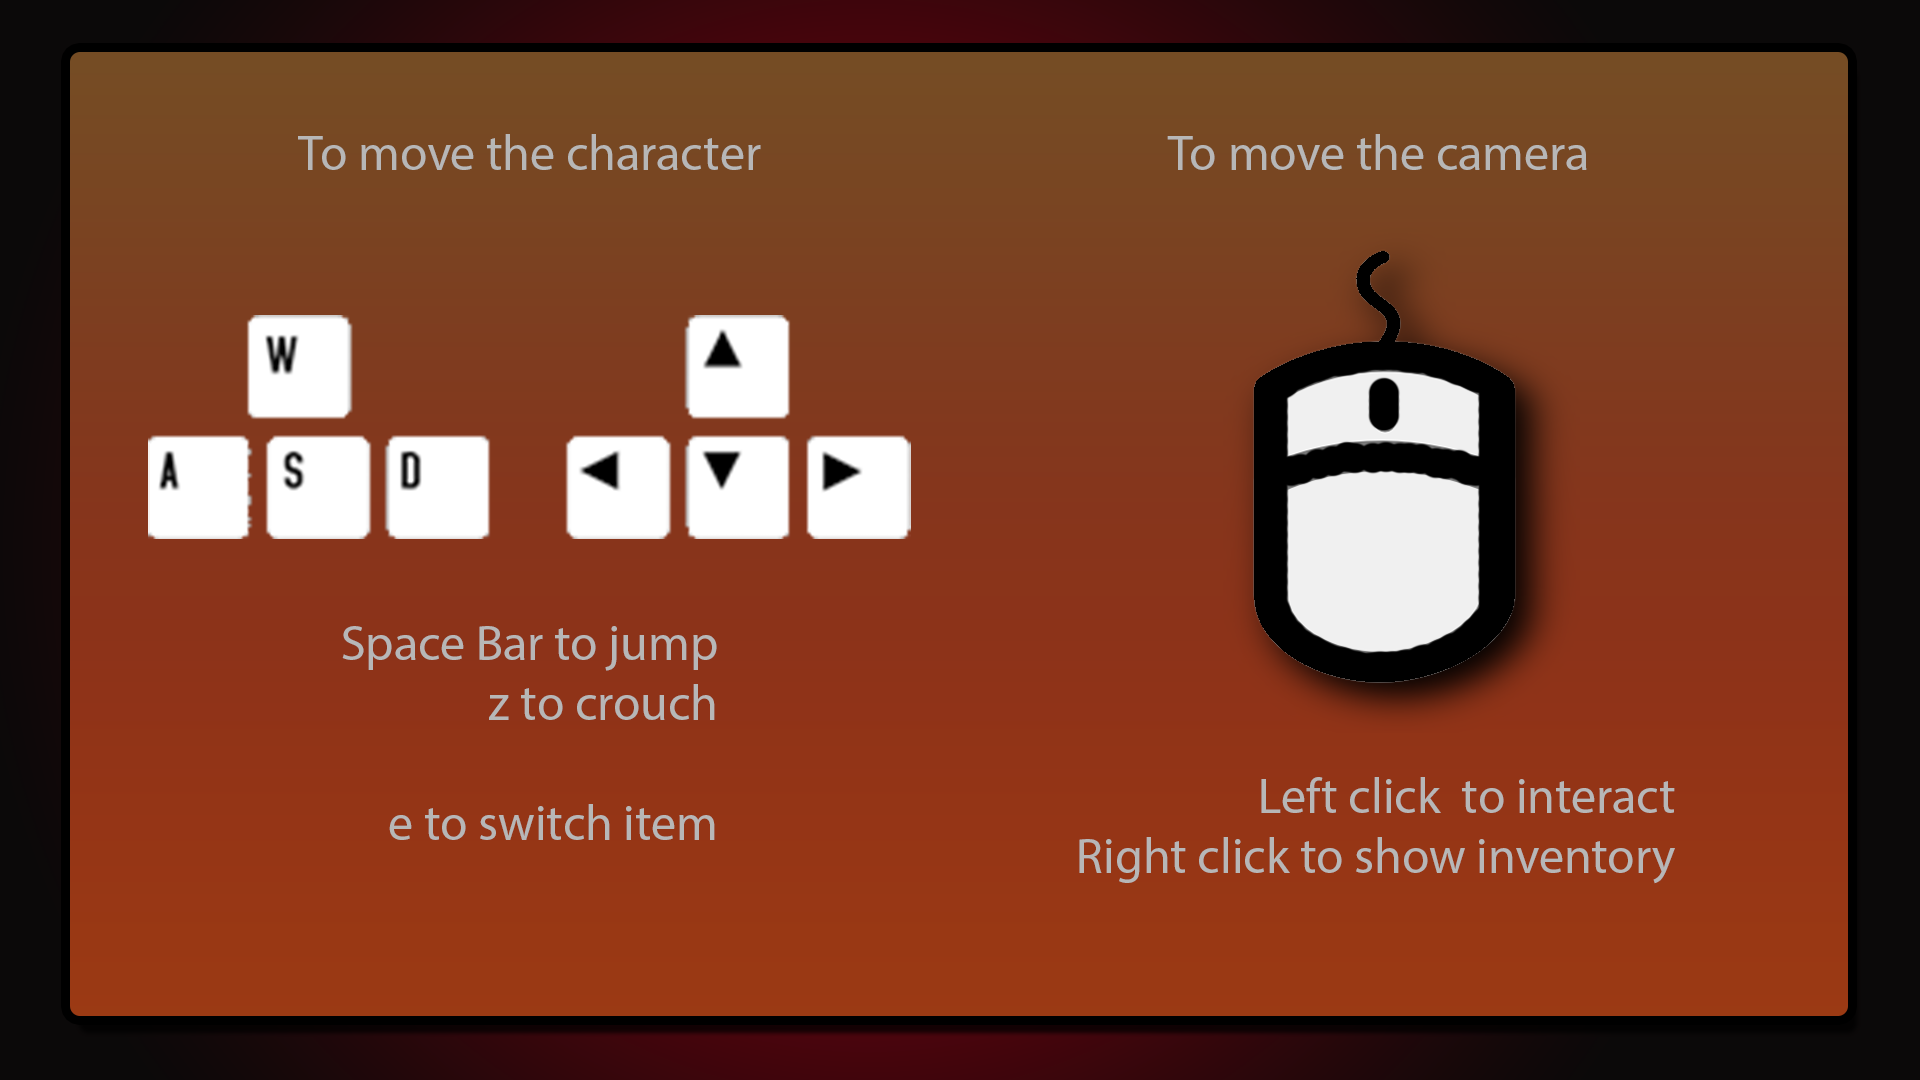 To move the character
To move the camera
W
A S D
Space Bar to jump
z to crouch
e to switch item
Left click  to interact
Right click to show inventory